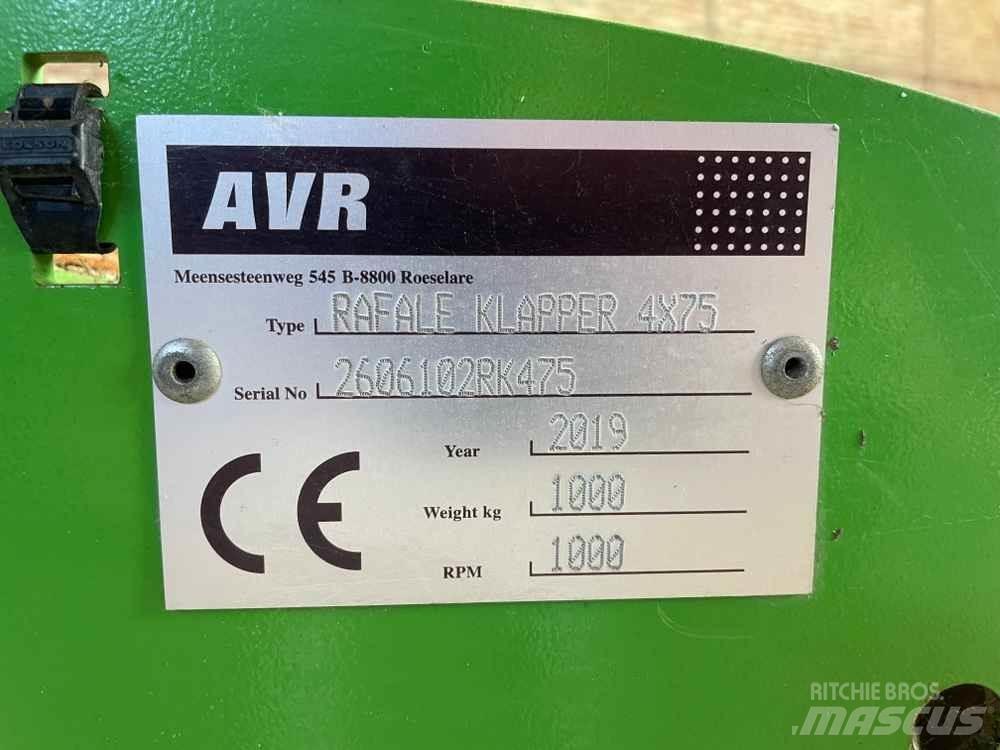 COLSON
AVR
Meensesteenweg 545 B-8800 Roeselare
Type RAFALE KLAPPER 4X75
Serial No 2606102RK475
Year 2019
Weight kg 1000
RPM 1000
CE
RITCHIE BROS.
MASCUS